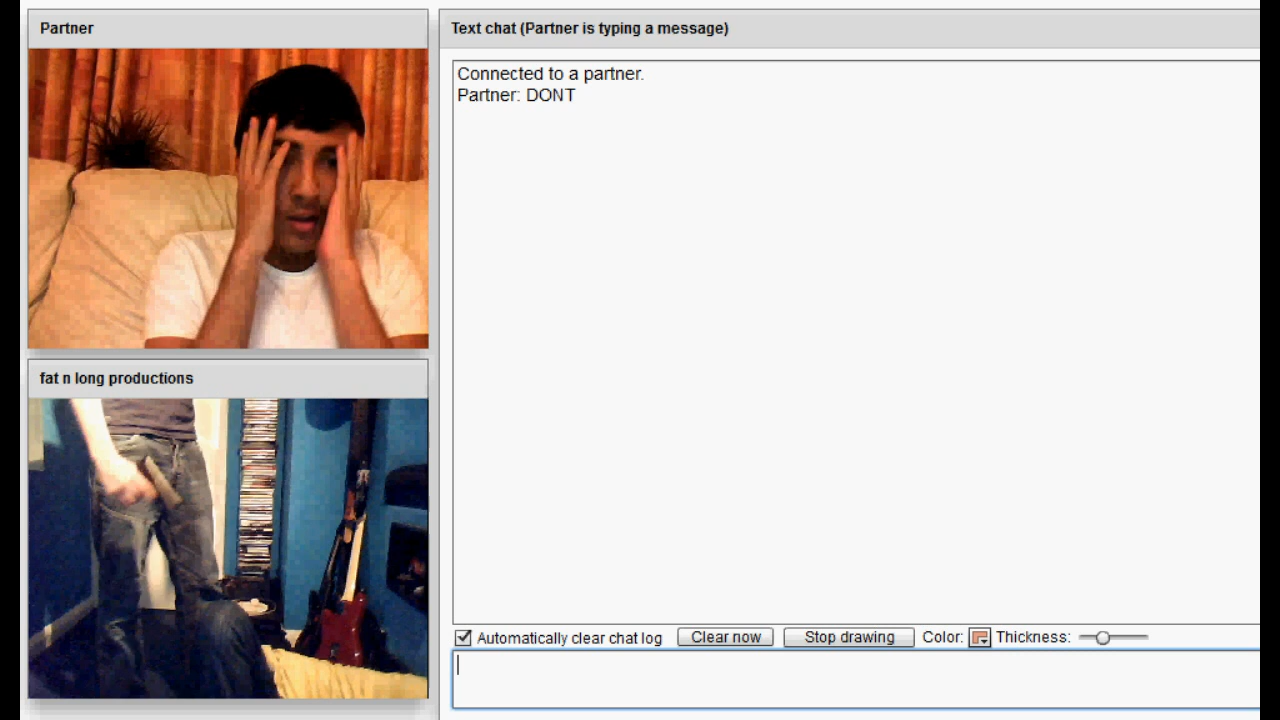 Partner
Text chat (Partner is typing a message)
Connected to a partner.
Partner: DONT
fat n long productions
Automatically clear chat log
Clear now
Stop drawing
Color:
Thickness: